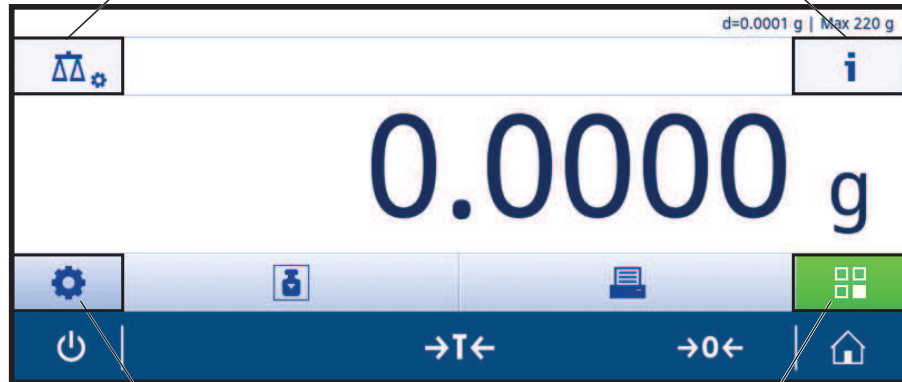 d=0.0001 g | Max 220 g
i
0.0000 g
→T←
→0←